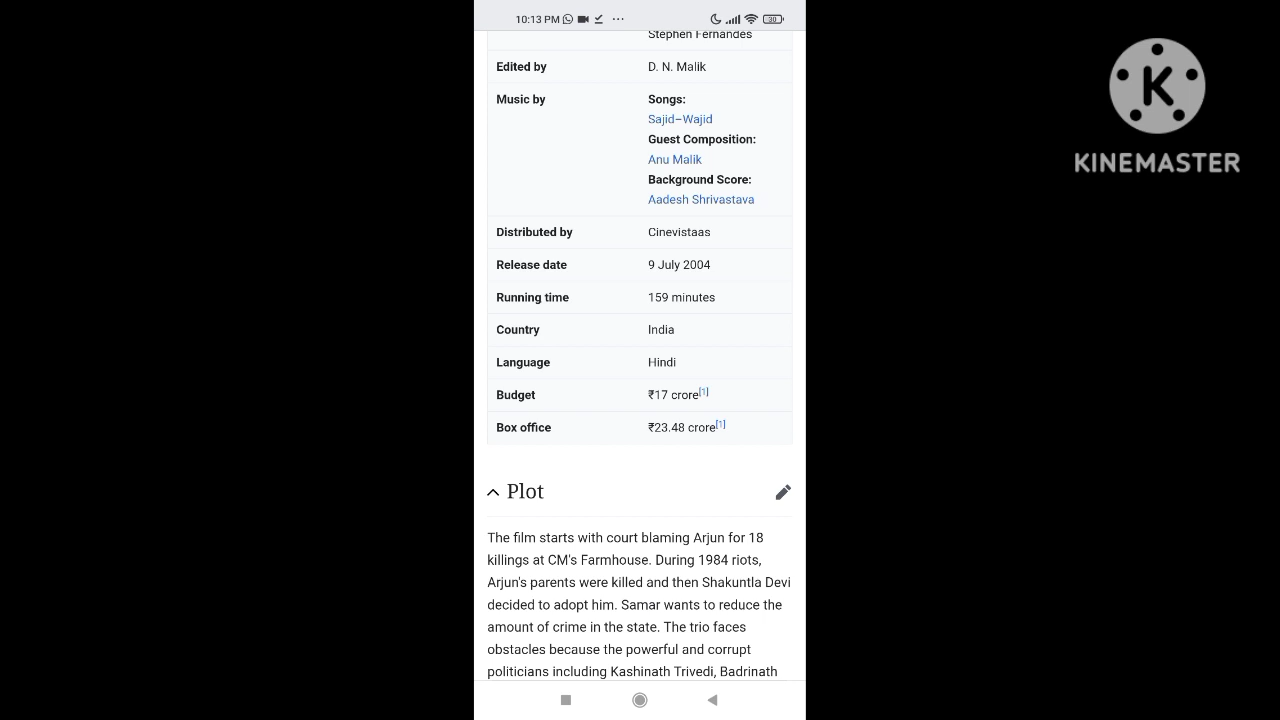 10:13 PM
30
Stephen Fernandes
Edited by D. N. Malik
Music by Songs:
Sajid–Wajid
Guest Composition:
Anu Malik
Background Score:
Aadesh Shrivastava
Distributed by Cinevistaas
Release date 9 July 2004
Running time 159 minutes
Country India
Language Hindi
Budget ₹17 crore[1]
Box office ₹23.48 crore[1]
Plot
The film starts with court blaming Arjun for 18
killings at CM's Farmhouse. During 1984 riots,
Arjun's parents were killed and then Shakuntla Devi
decided to adopt him. Samar wants to reduce the
amount of crime in the state. The trio faces
obstacles because the powerful and corrupt
politicians including Kashinath Trivedi, Badrinath
K
KINEMASTER